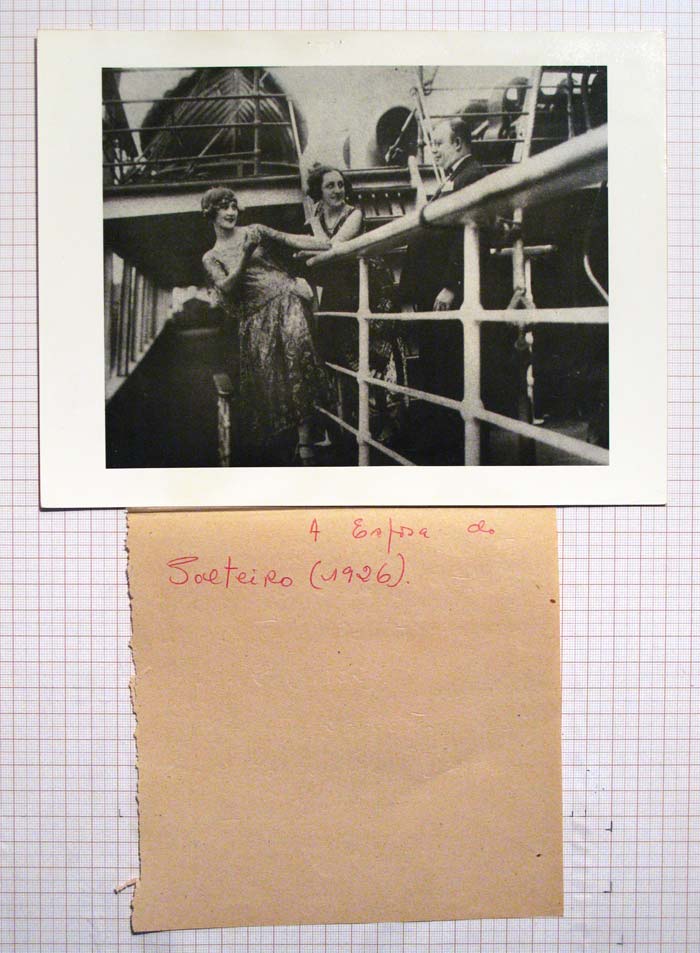 A Esposa do
Solteiro (1926).